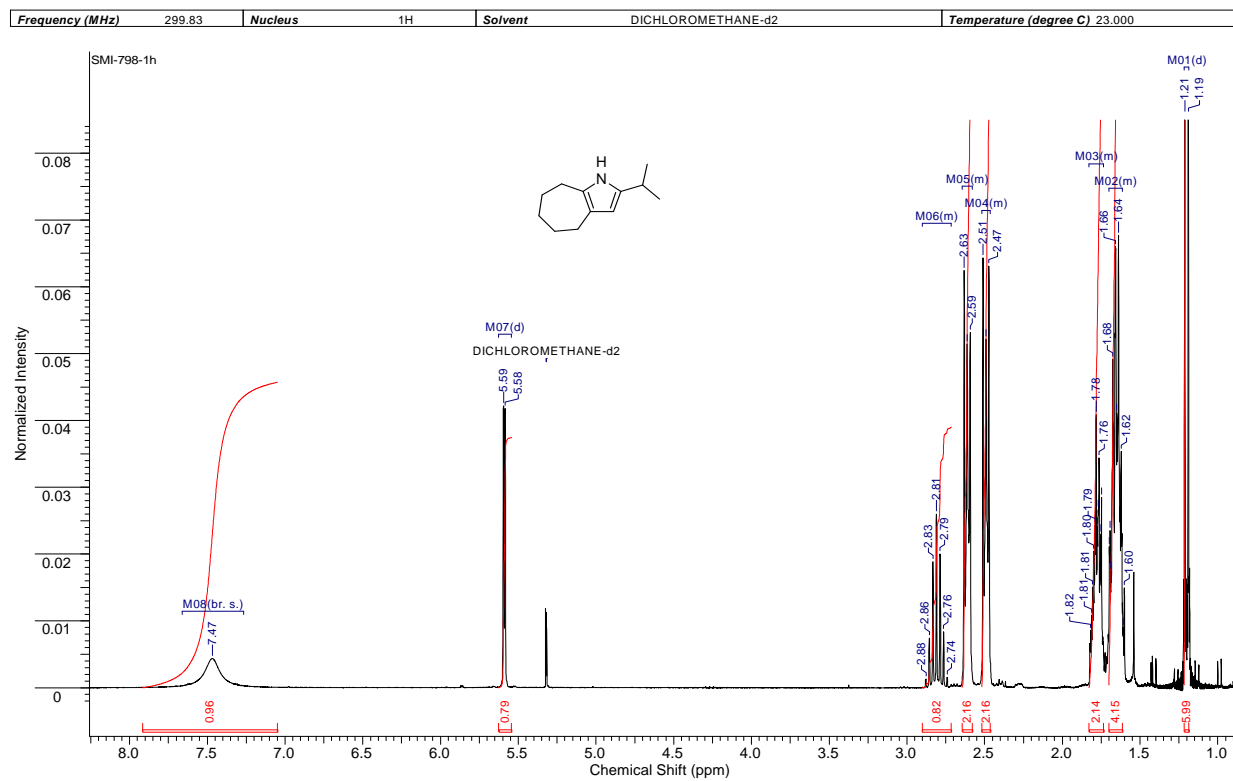 Frequency (MHz) 299.83 Nucleus 1H Solvent DICHLOROMETHANE-d2 Temperature (degree C) 23.000
SMI-798-1h
M01(d)
1.21
1.19
M03(m)
M02(m)
M05(m)
M04(m)
M06(m)
H
N
2.63
2.59
2.51
2.47
1.66
1.64
1.68
1.78
1.76
1.62
1.79
1.80
1.81
1.81
1.82
1.60
M07(d)
DICHLOROMETHANE-d2
5.59
5.58
2.81
2.83
2.79
2.86
2.76
2.88
2.74
M08(br. s.)
7.47
0.08
0.07
0.06
0.05
0.04
0.03
0.02
0.01
0
Normalized Intensity
0.96
0.79
0.82
2.16
2.16
2.14
4.15
5.99
8.0 7.5 7.0 6.5 6.0 5.5 5.0 4.5 4.0 3.5 3.0 2.5 2.0 1.5 1.0
Chemical Shift (ppm)